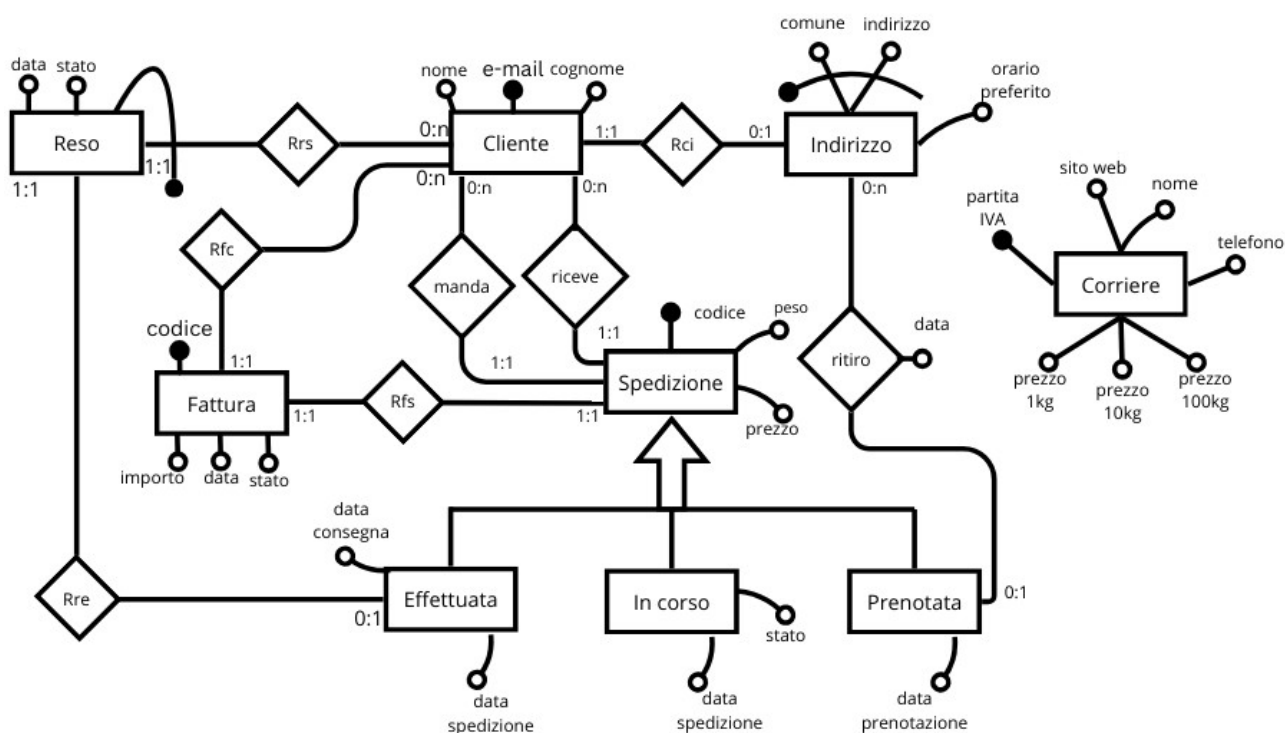 comune
indirizzo
data
stato
nome
e-mail
cognome
orario
preferito
Reso
1:1
1:1
Rrs
0:n
0:n
Cliente
1:1
Rci
0:1
Indirizzo
0:n
0:n
0:n
sito web
nome
partita
IVA
telefono
Corriere
prezzo
1kg
prezzo
10kg
prezzo
100kg
Rfc
manda
riceve
codice
1:1
1:1
1:1
codice
peso
Spedizione
prezzo
ritiro
data
Fattura
1:1
Rfs
1:1
importo
data
stato
data
consegna
Rre
0:1
Effettuata
data
spedizione
In corso
stato
data
spedizione
Prenotata
0:1
data
prenotazione